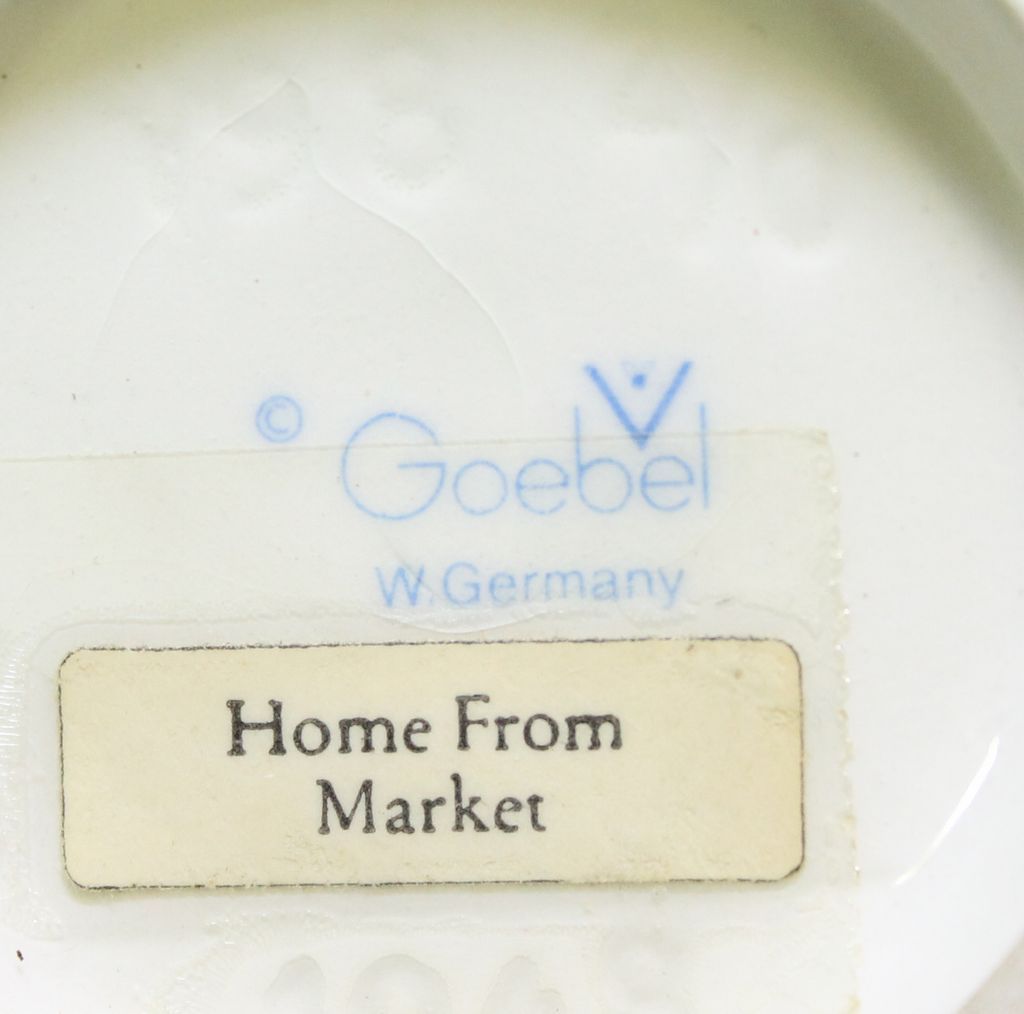 © Goebel
W. Germany
Home From
Market